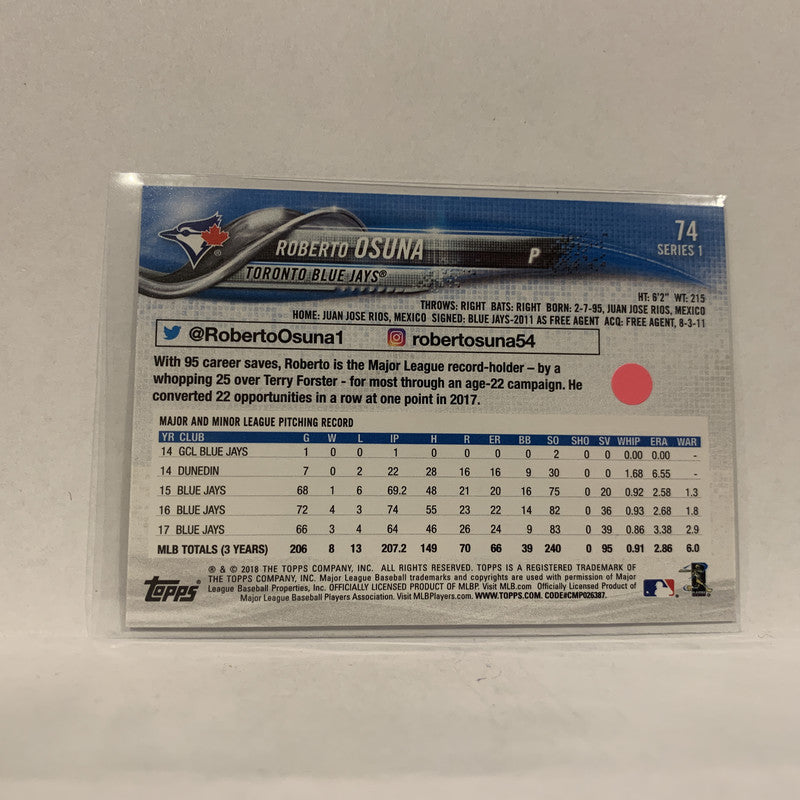 74
SERIES 1
ROBERTO OSUNA P
TORONTO BLUE JAYS®
HT: 6'2" WT: 215
THROWS: RIGHT BATS: RIGHT BORN: 2-7-95, JUAN JOSE RIOS, MEXICO
HOME: JUAN JOSE RIOS, MEXICO SIGNED: BLUE JAYS-2011 AS FREE AGENT ACQ: FREE AGENT, 8-3-11
@RobertoOsuna1 robertosuna54
With 95 career saves, Roberto is the Major League record-holder – by a
whopping 25 over Terry Forster - for most through an age-22 campaign. He
converted 22 opportunities in a row at one point in 2017.
MAJOR AND MINOR LEAGUE PITCHING RECORD
YR CLUB G W L IP H R ER BB SO SHO SV WHIP ERA WAR
14 GCL BLUE JAYS 1 0 0 1 0 0 0 0 2 0 0 0.00 0.00 -
14 DUNEDIN 7 0 2 22 28 16 16 9 30 0 0 1.68 6.55 -
15 BLUE JAYS 68 1 6 69.2 48 21 20 16 75 0 20 0.92 2.58 1.3
16 BLUE JAYS 72 4 3 74 55 23 22 14 82 0 36 0.93 2.68 1.8
17 BLUE JAYS 66 3 4 64 46 26 24 9 83 0 39 0.86 3.38 2.9
MLB TOTALS (3 YEARS) 206 8 13 207.2 149 70 66 39 240 0 95 0.91 2.86 6.0
® & © 2018 THE TOPPS COMPANY, INC. ALL RIGHTS RESERVED. TOPPS IS A REGISTERED TRADEMARK OF
THE TOPPS COMPANY, INC. Major League Baseball trademarks and copyrights are used with permission of Major
League Baseball Properties, Inc. OFFICIALLY LICENSED PRODUCT OF MLBP. Visit MLB.com. Officially Licensed Product of
Major League Baseball Players Association. Visit MLBPlayers.com. WWW.TOPPS.COM. CODE#CMP026387.
Topps